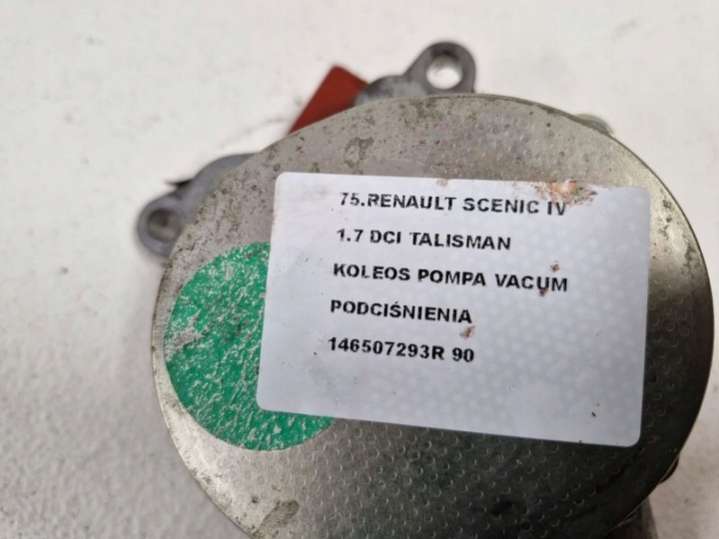 75.RENAULT SCENIC IV
1.7 DCI TALISMAN
KOLEOS POMPA VACUM
PODCIŚNIENIA
146507293R 90